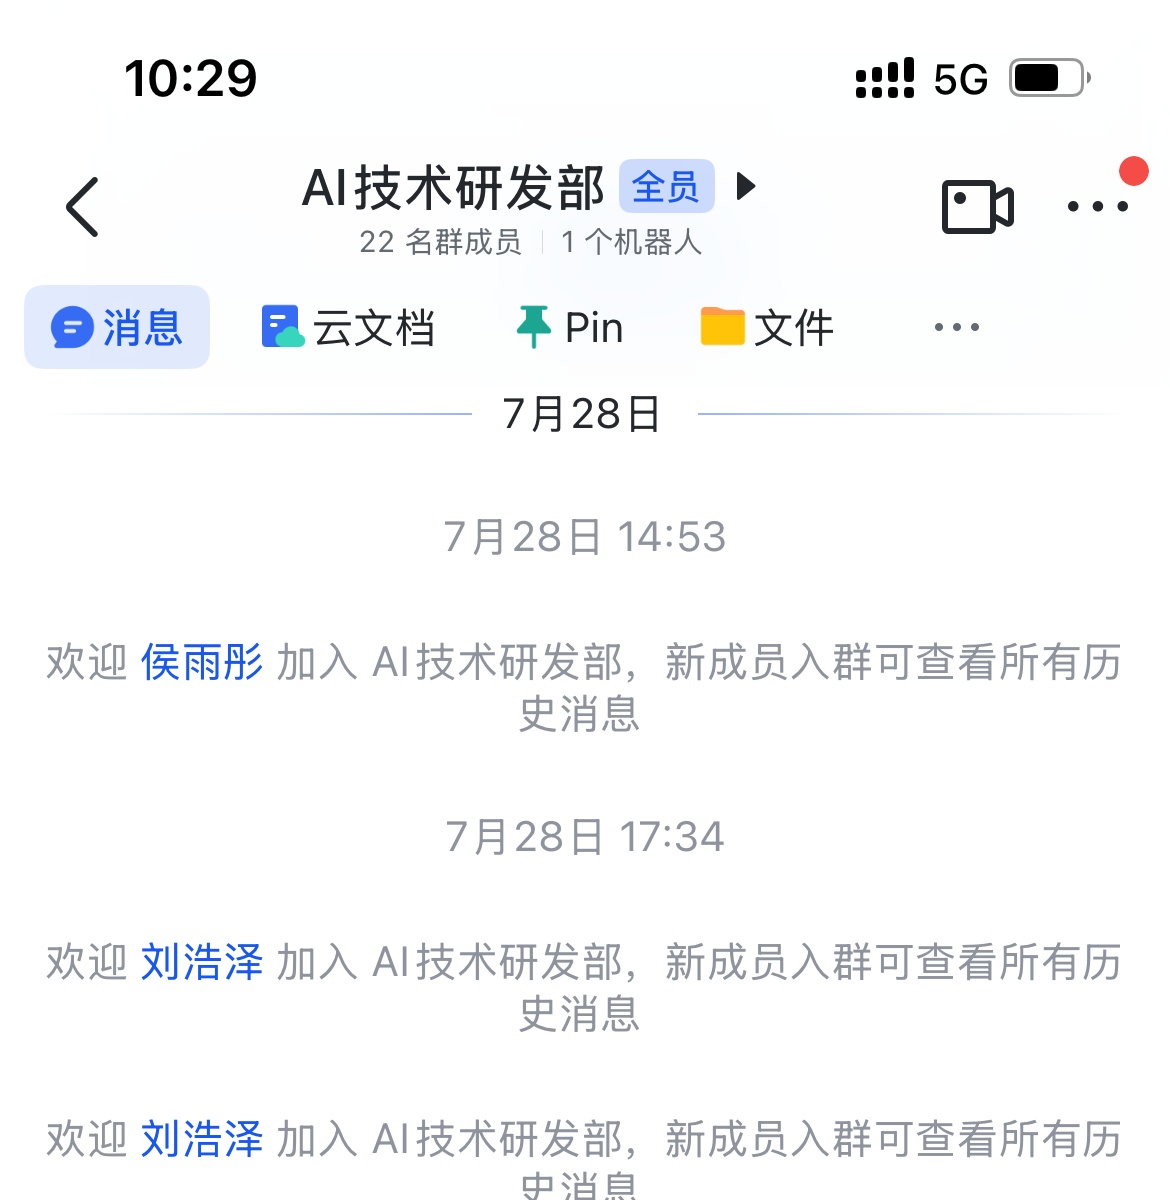 10:29 5G
AI技术研发部 全员
22 名群成员 1 个机器人
消息 云文档 Pin 文件
7月28日
7月28日 14:53
欢迎 侯雨彤 加入 AI技术研发部，新成员入群可查看所有历
史消息
7月28日 17:34
欢迎 刘浩泽 加入 AI技术研发部，新成员入群可查看所有历
史消息
欢迎 刘浩泽 加入 AI技术研发部，新成员入群可查看所有历
史消息